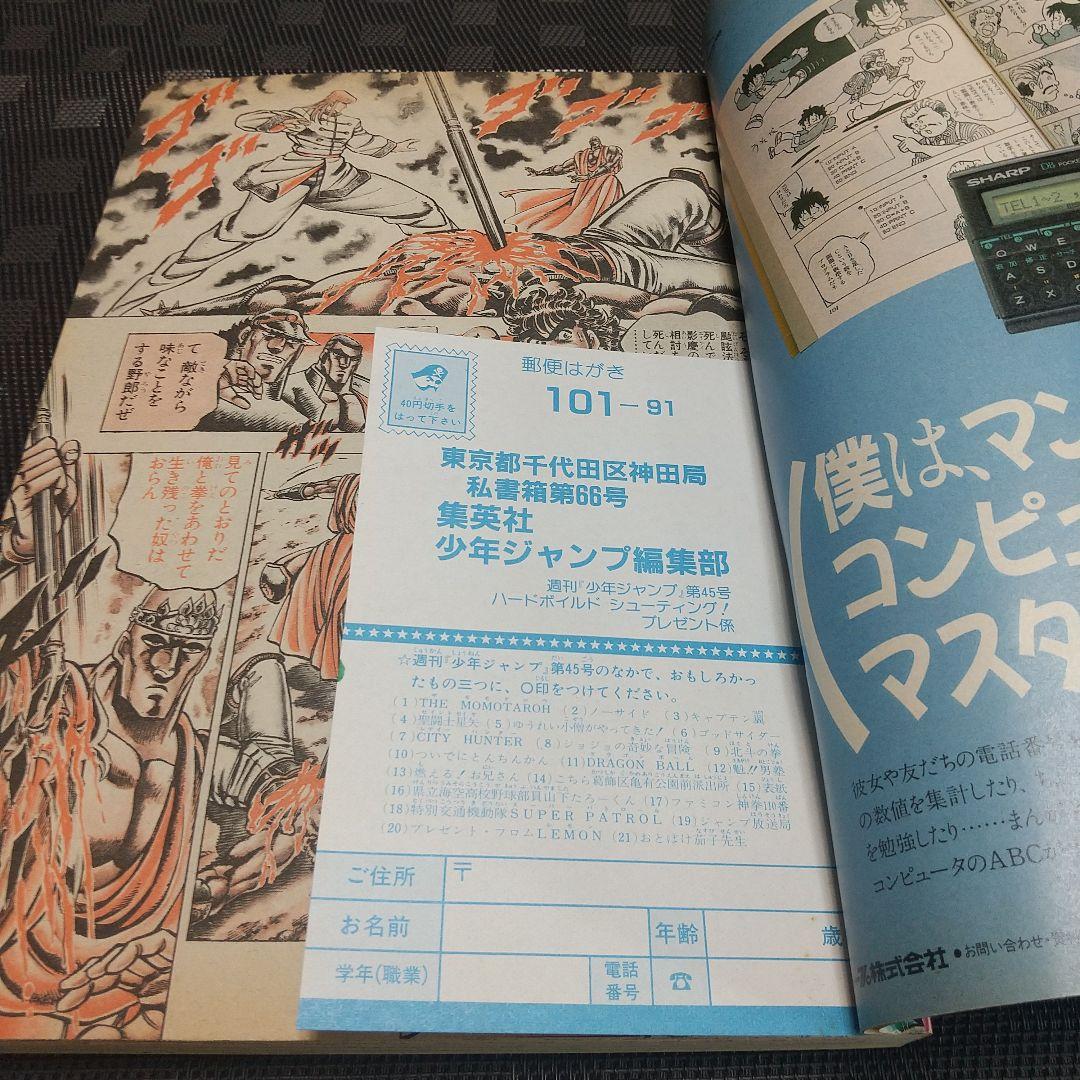 ゴゴゴ
ゴゴゴ
て敵ながら
味なことを
する野郎だぜ
見てのとおりだ
俺と拳をあわせて
生き残った奴は
おらん
40円切手を
はって下さい
郵便はがき
101-91
東京都千代田区神田局
私書箱第66号
集英社
少年ジャンプ編集部
週刊『少年ジャンプ』第45号
ハードボイルド シューティング!
プレゼント係
☆週刊『少年ジャンプ』第45号のなかで、おもしろかっ
たもの三つに、○印をつけてください。
(1)THE MOMOTAROH (2)ノーサイド (3)キャプテン翼
(4)聖闘士星矢 (5)ゆうれい小僧がやってきた! (6)ゴッドサイダー
(7)CITY HUNTER (8)ジョジョの奇妙な冒険 (9)北斗の拳
(10)ついでにとんちんかん (11)DRAGON BALL (12)魁!!男塾
(13)燃える!お兄さん (14)こちら葛飾区亀有公園前派出所 (15)表紙
(16)県立海空高校野球部員山下たろーくん (17)ファミコン神拳110番
(18)特別交通機動隊SUPER PATROL (19)ジャンプ放送局
(20)プレゼント・フロムLEMON (21)おとぼけ茄子先生
ご住所 〒
お名前 年齢 歳
学年(職業) 電話番号 ☎
SHARP DB POCK
TEL1~2
Q W E
A S D
Z X C
10 INPUT A
20 INPUT B
30 C=A+B
40 PRINT C
50 END
僕は、マン
コンピュ
マスタ
彼女や友だちの電話番
の数値を集計したり、
を勉強したり……まん
コンピュータのABCが
株式会社 ●お問い合わせ・資料